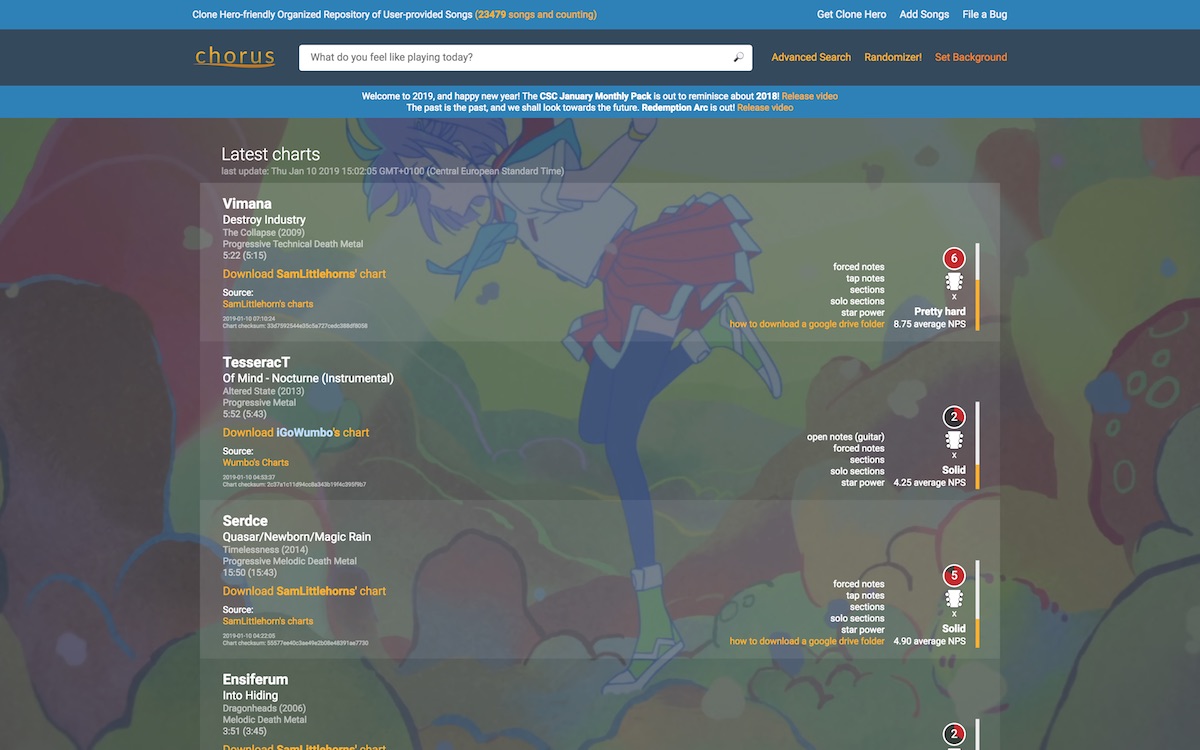 Clone Hero-friendly Organized Repository of User-provided Songs (23479 songs and counting)
Get Clone Hero Add Songs File a Bug
chorus
What do you feel like playing today?
Advanced Search Randomizer! Set Background
Welcome to 2019, and happy new year! The CSC January Monthly Pack is out to reminisce about 2018! Release video
The past is the past, and we shall look towards the future. Redemption Arc is out! Release video
Latest charts
last update: Thu Jan 10 2019 15:02:05 GMT+0100 (Central European Standard Time)
Vimana
Destroy Industry
The Collapse (2009)
Progressive Technical Death Metal
5:22 (5:15)
Download SamLittlehorns' chart
Source:
SamLittlehorn's charts
2019-01-10 07:10:24
Chart checksum:
forced notes
tap notes
sections
solo sections
star power
how to download a google drive folder
6
x
Pretty hard
8.75 average NPS
TesseracT
Of Mind - Nocturne (Instrumental)
Altered State (2013)
Progressive Metal
5:52 (5:43)
Download iGoWumbo's chart
Source:
Wumbo's Charts
2019-01-10 04:53:37
Chart checksum:
open notes (guitar)
forced notes
sections
solo sections
star power
2
x
Solid
4.25 average NPS
Serdce
Quasar/Newborn/Magic Rain
Timelessness (2014)
Progressive Melodic Death Metal
15:50 (15:43)
Download SamLittlehorns' chart
Source:
SamLittlehorn's charts
2019-01-10 04:22:05
Chart checksum:
forced notes
tap notes
sections
solo sections
star power
how to download a google drive folder
5
x
Solid
4.90 average NPS
Ensiferum
Into Hiding
Dragonheads (2006)
Melodic Death Metal
3:51 (3:45)
Download SamLittlehorns' chart
2